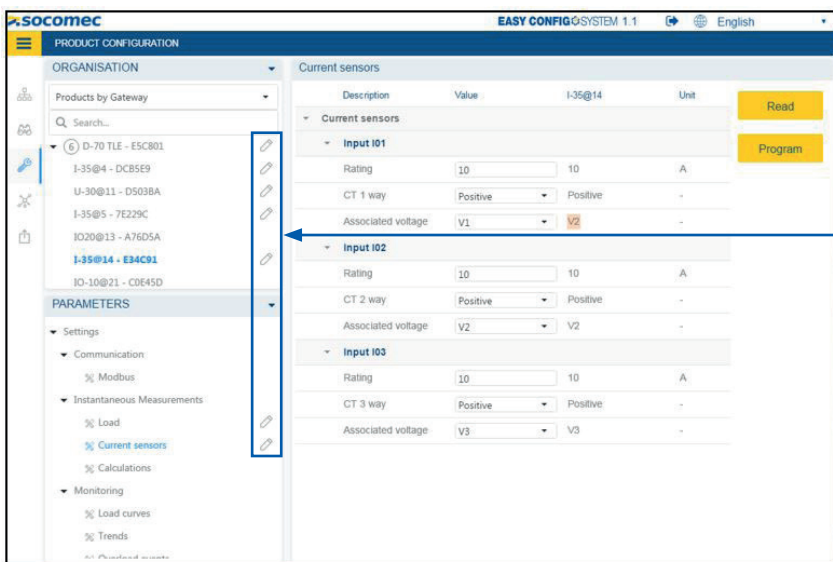 socomec
EASY CONFIG SYSTEM 1.1
English
PRODUCT CONFIGURATION
ORGANISATION
Products by Gateway
Search...
6 D-70 TLE - E5C801
I-35@4 - DCB5E9
U-30@11 - D503BA
I-35@5 - 7E229C
IO20@13 - A76D5A
I-35@14 - E34C91
IO-10@21 - C0E45D
PARAMETERS
Settings
Communication
Modbus
Instantaneous Measurements
Load
Current sensors
Calculations
Monitoring
Load curves
Trends
Overload events
Current sensors
Description Value I-35@14 Unit
Current sensors
Input I01
Rating 10 10 A
CT 1 way Positive Positive -
Associated voltage V1 V2 -
Input I02
Rating 10 10 A
CT 2 way Positive Positive -
Associated voltage V2 V2 -
Input I03
Rating 10 10 A
CT 3 way Positive Positive -
Associated voltage V3 V3 -
Read
Program